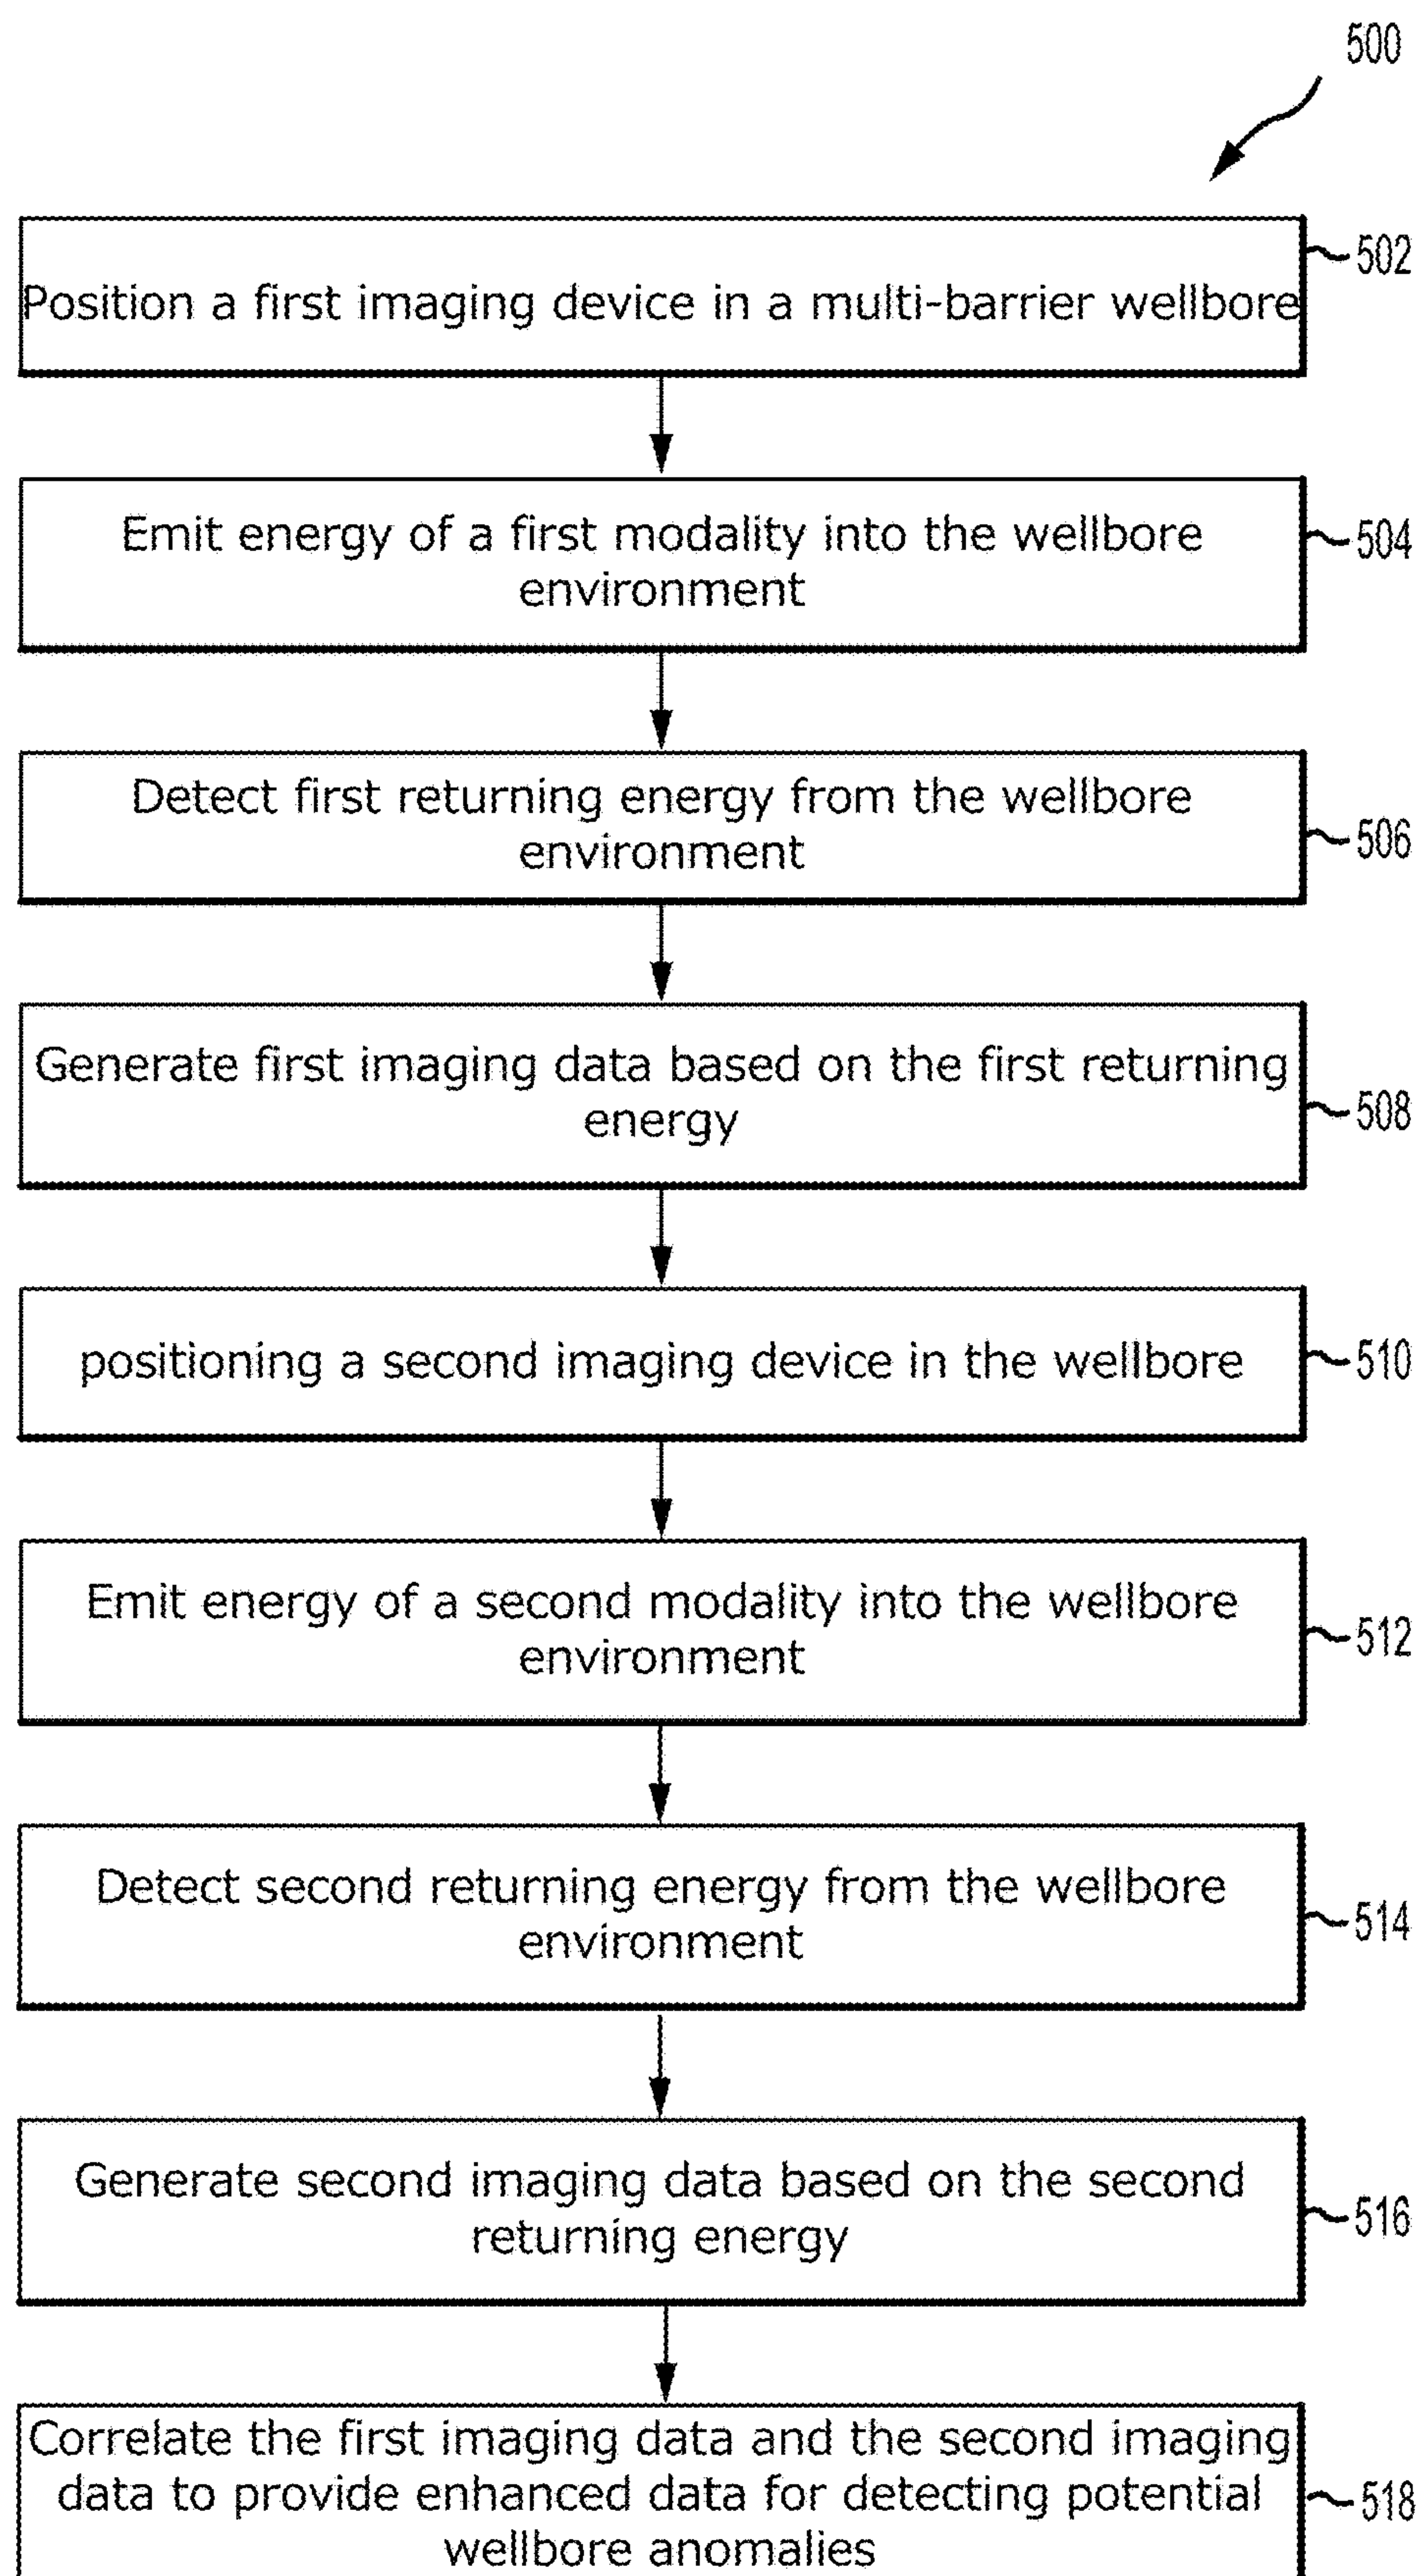 500
Position a first imaging device in a multi-barrier wellbore
502
Emit energy of a first modality into the wellbore
environment
504
Detect first returning energy from the wellbore
environment
506
Generate first imaging data based on the first returning
energy
508
positioning a second imaging device in the wellbore
510
Emit energy of a second modality into the wellbore
environment
512
Detect second returning energy from the wellbore
environment
514
Generate second imaging data based on the second
returning energy
516
Correlate the first imaging data and the second imaging
data to provide enhanced data for detecting potential
wellbore anomalies
518